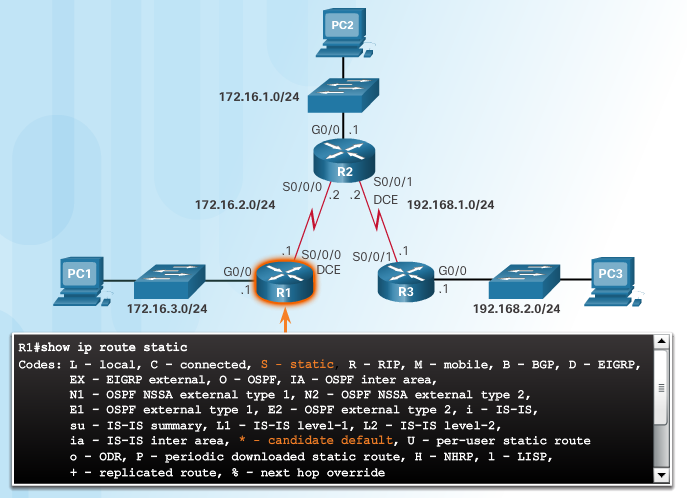 PC2
172.16.1.0/24
G0/0 .1
R2
S0/0/0 S0/0/1
.2 .2 DCE
172.16.2.0/24 192.168.1.0/24
.1 S0/0/0 S0/0/1 .1
DCE
PC1 G0/0 R1 R3 G0/0 PC3
.1 .1
172.16.3.0/24 192.168.2.0/24
R1#show ip route static
Codes: L - local, C - connected, S - static, R - RIP, M - mobile, B - BGP, D - EIGRP,
EX - EIGRP external, O - OSPF, IA - OSPF inter area,
N1 - OSPF NSSA external type 1, N2 - OSPF NSSA external type 2,
E1 - OSPF external type 1, E2 - OSPF external type 2, i - IS-IS,
su - IS-IS summary, L1 - IS-IS level-1, L2 - IS-IS level-2,
ia - IS-IS inter area, * - candidate default, U - per-user static route
o - ODR, P - periodic downloaded static route, H - NHRP, l - LISP,
+ - replicated route, % - next hop override